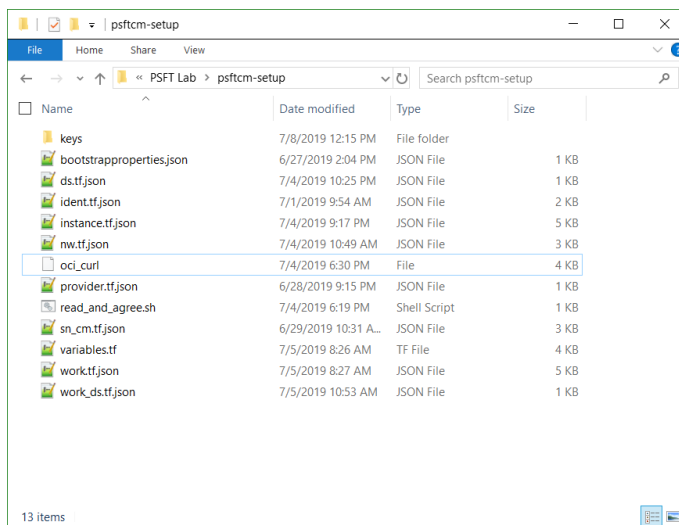 psftcm-setup
File Home Share View
« PSFT Lab > psftcm-setup Search psftcm-setup
Name Date modified Type Size
keys 7/8/2019 12:15 PM File folder
bootstrapproperties.json 6/27/2019 2:04 PM JSON File 1 KB
ds.tf.json 7/4/2019 10:25 PM JSON File 1 KB
ident.tf.json 7/1/2019 9:54 AM JSON File 2 KB
instance.tf.json 7/4/2019 9:17 PM JSON File 5 KB
nw.tf.json 7/4/2019 10:49 AM JSON File 3 KB
oci_curl 7/4/2019 6:30 PM File 4 KB
provider.tf.json 6/28/2019 9:15 PM JSON File 1 KB
read_and_agree.sh 7/4/2019 6:19 PM Shell Script 1 KB
sn_cm.tf.json 6/29/2019 10:31 A... JSON File 3 KB
variables.tf 7/5/2019 8:26 AM TF File 4 KB
work.tf.json 7/5/2019 8:27 AM JSON File 5 KB
work_ds.tf.json 7/5/2019 10:53 AM JSON File 1 KB
13 items